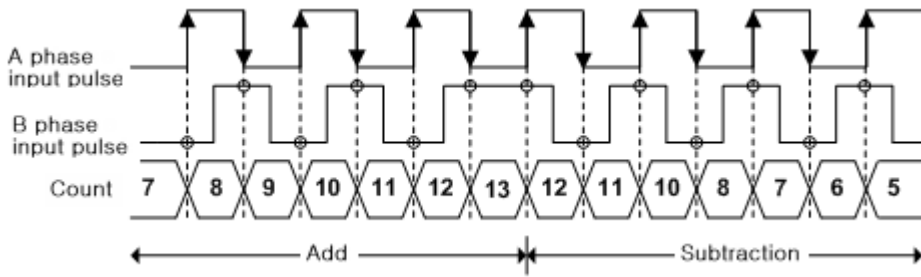 A phase
input pulse
B phase
input pulse
Count 7 8 9 10 11 12 13 12 11 10 8 7 6 5
Add Subtraction